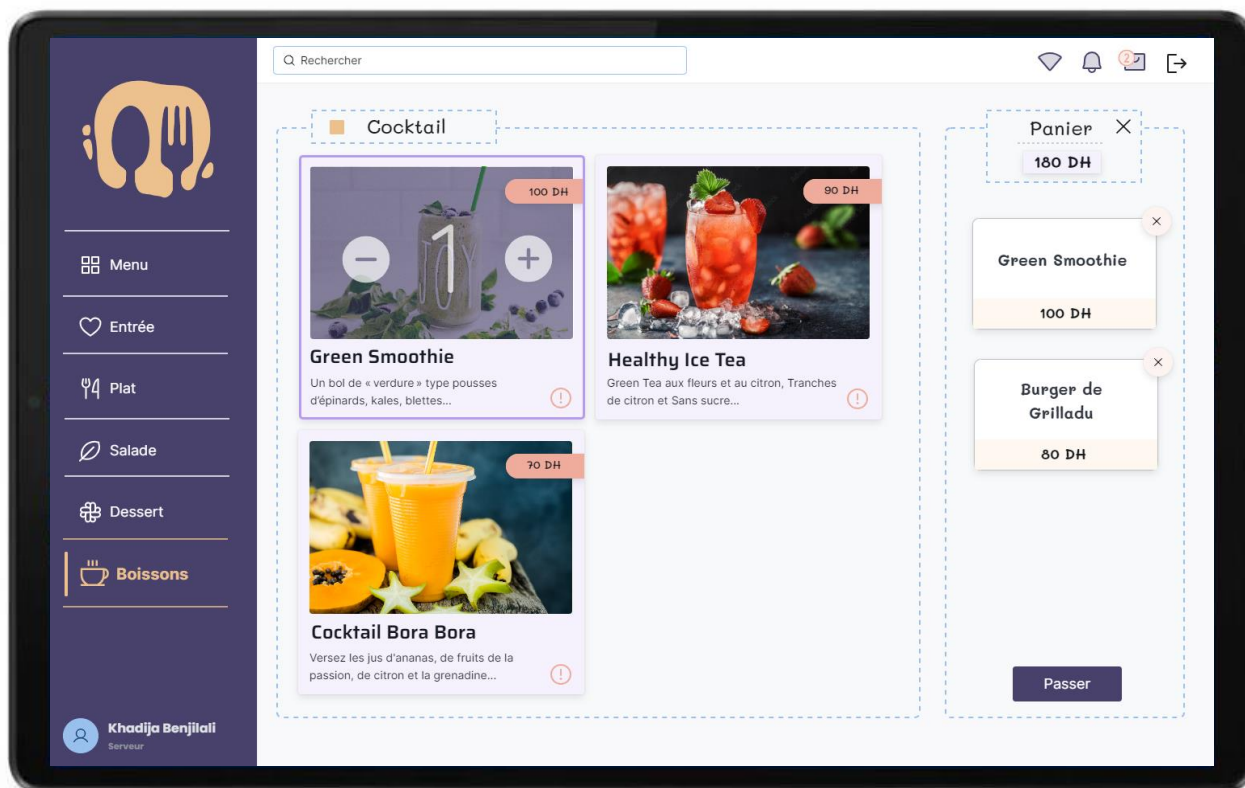 Rechercher
2
Menu
Entrée
Plat
Salade
Dessert
Boissons
Khadija Benjilali
Serveur
Cocktail
100 DH
JOY
1
Green Smoothie
Un bol de « verdure » type pousses
d'épinards, kales, blettes...
90 DH
Healthy Ice Tea
Green Tea aux fleurs et au citron, Tranches
de citron et Sans sucre...
70 DH
Cocktail Bora Bora
Versez les jus d'ananas, de fruits de la
passion, de citron et la grenadine...
Panier
180 DH
Green Smoothie
100 DH
Burger de
Grilladu
80 DH
Passer